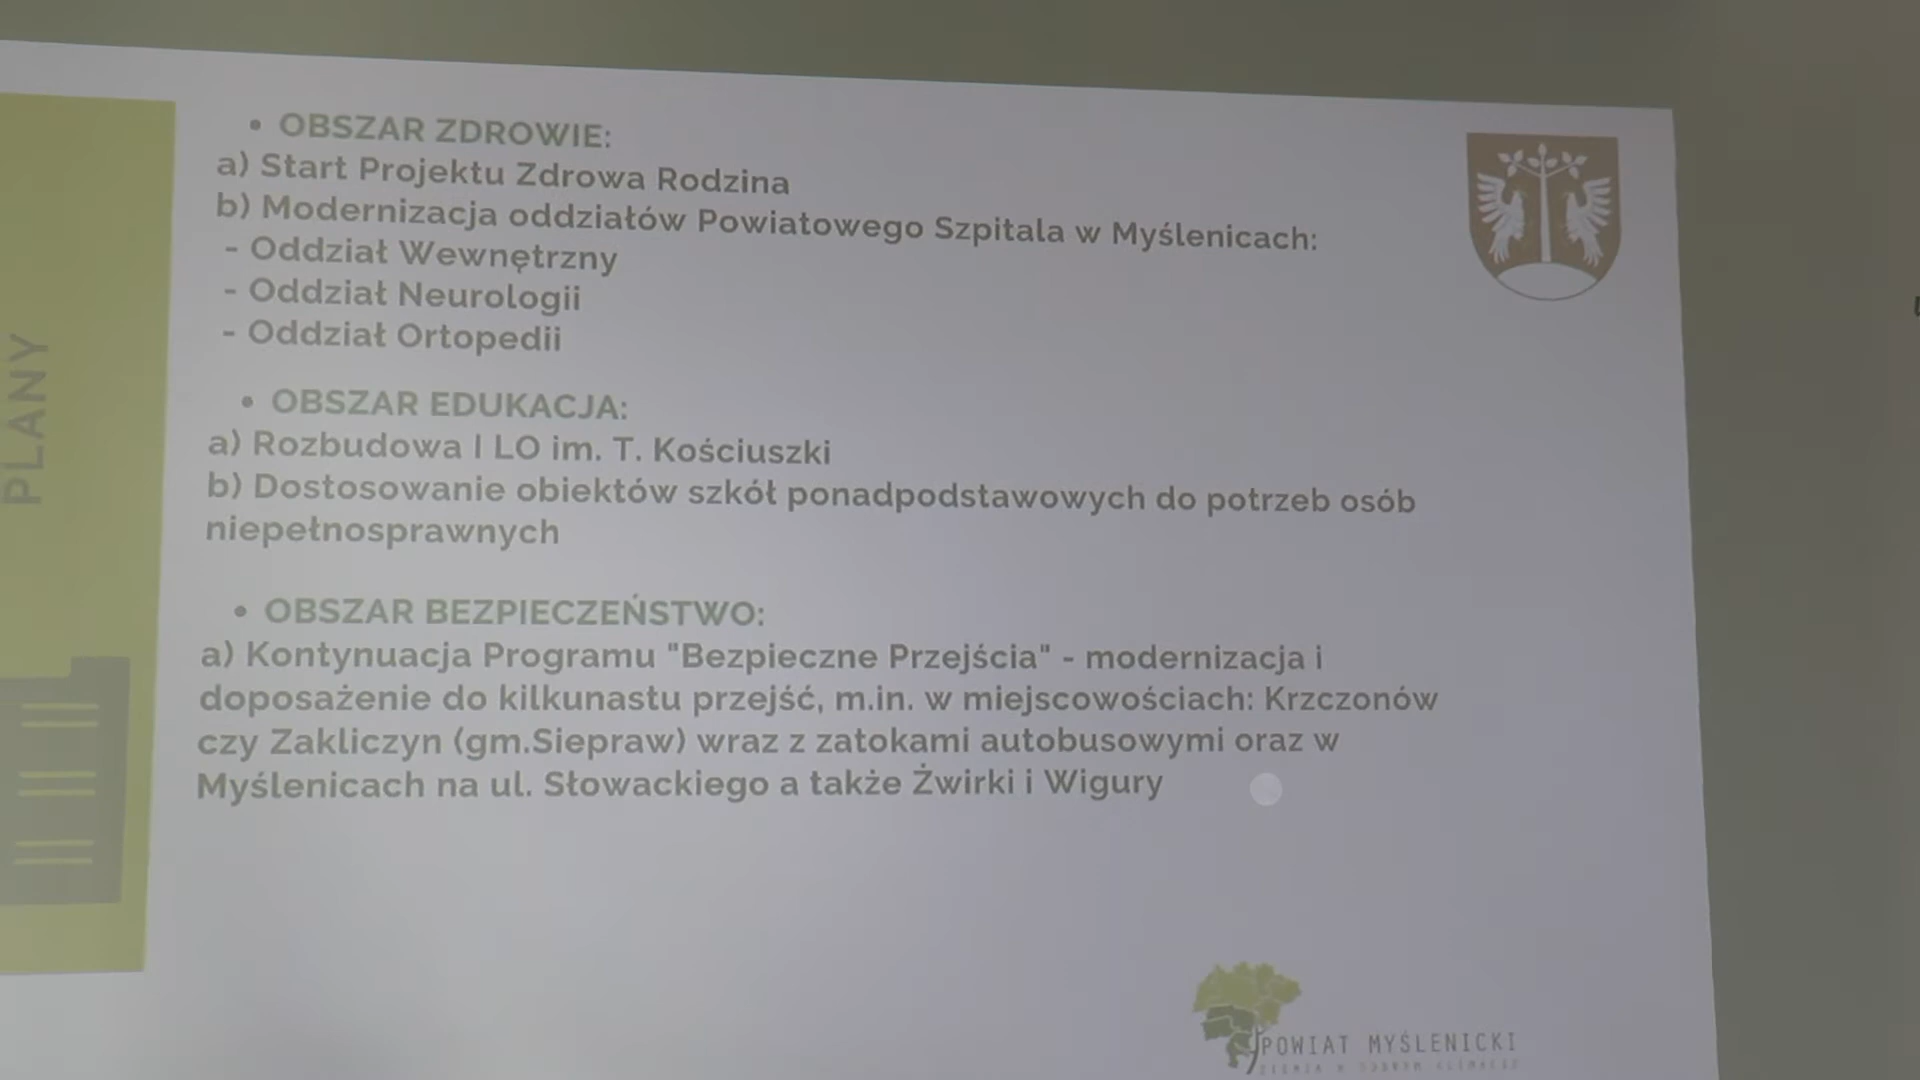 PLANY
• OBSZAR ZDROWIE:
a) Start Projektu Zdrowa Rodzina
b) Modernizacja oddziałów Powiatowego Szpitala w Myślenicach:
- Oddział Wewnętrzny
- Oddział Neurologii
- Oddział Ortopedii
• OBSZAR EDUKACJA:
a) Rozbudowa I LO im. T. Kościuszki
b) Dostosowanie obiektów szkół ponadpodstawowych do potrzeb osób
niepełnosprawnych
• OBSZAR BEZPIECZEŃSTWO:
a) Kontynuacja Programu "Bezpieczne Przejścia" - modernizacja i
doposażenie do kilkunastu przejść, m.in. w miejscowościach: Krzczonów
czy Zakliczyn (gm.Siepraw) wraz z zatokami autobusowymi oraz w
Myślenicach na ul. Słowackiego a także Żwirki i Wigury
POWIAT MYŚLENICKI